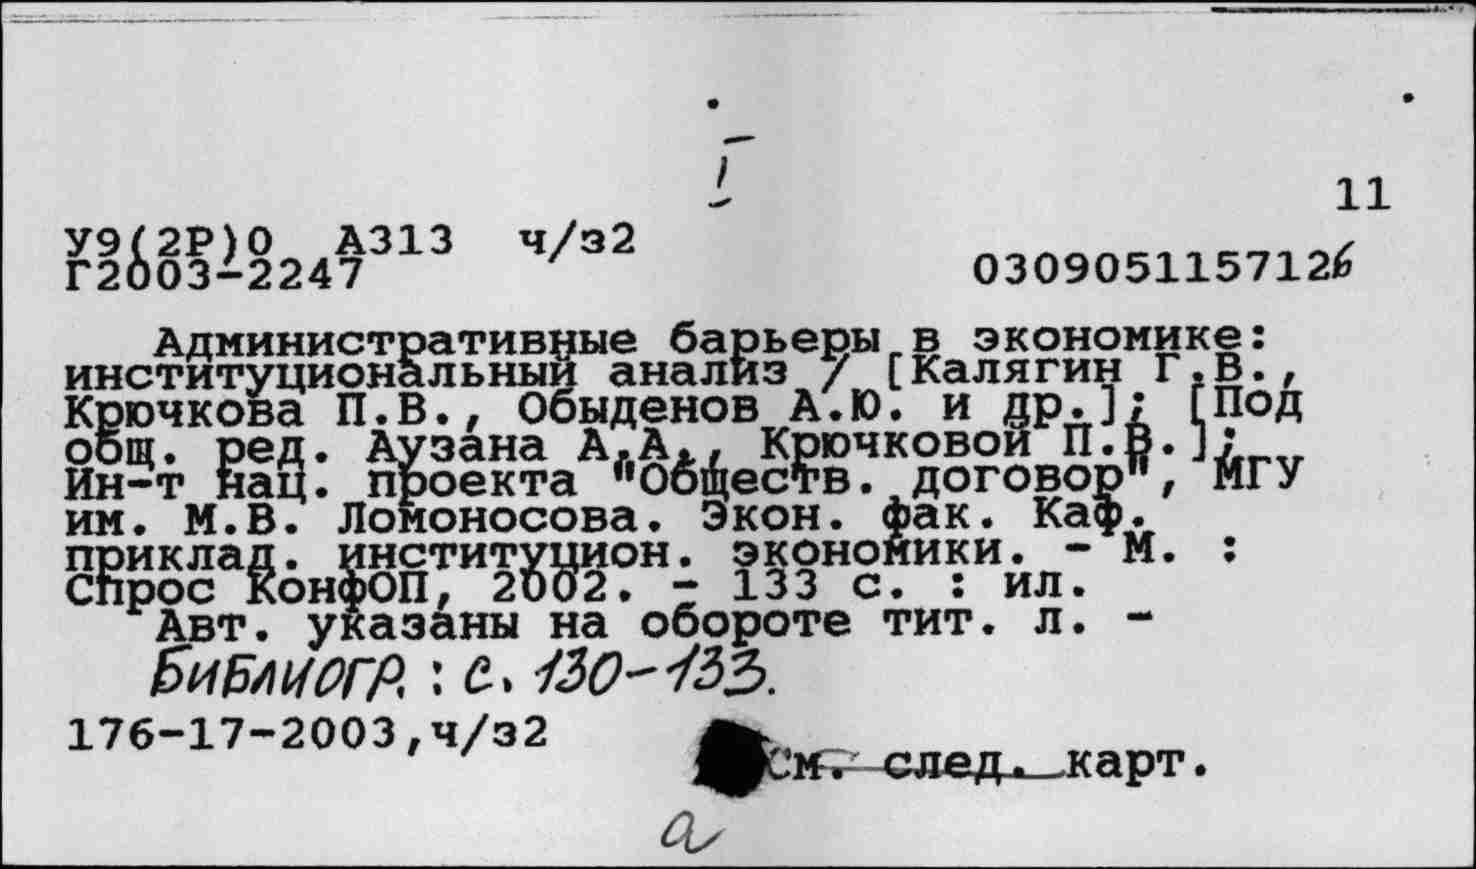 I
11
У9(2Р)0 А313 ч/з2
Г2003-2247
0309051157126
Административные барьеры в экономике:
институциональный анализ / [Калягин Г.В.,
Крючкова П.В., Обыденов А.Ю. и др.]; [Под
общ. ред. Аузана А.А., Крючковой П.В.];
Ин-т нац. проекта "Обществ. договор", МГУ
им. М.В. Ломоносова. Экон. фак. Каф.
приклад. институцион. экономики. - М. :
Спрос КонфОП, 2002. - 133 с. : ил.
Авт. указаны на обороте тит. л. -
Библиогр. : с. 130-133.
176-17-2003,ч/з2
См. след. карт.
а